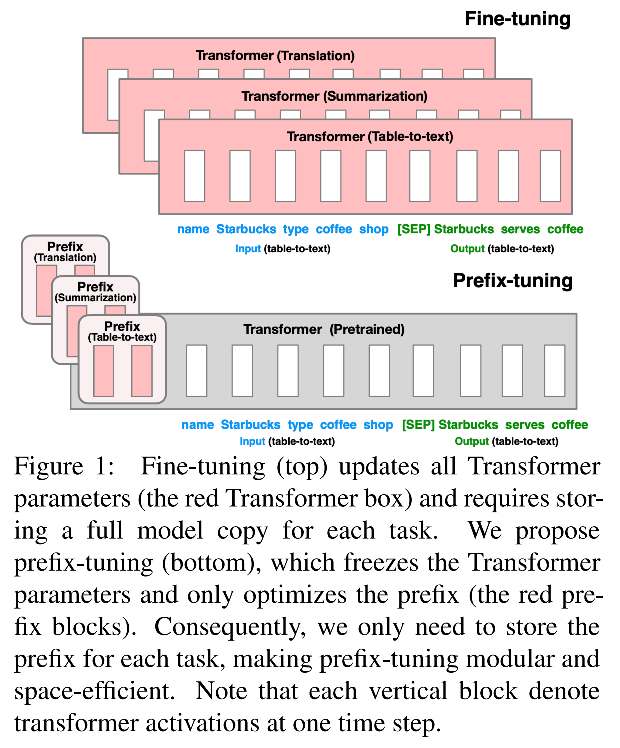 Fine-tuning
Transformer (Translation)
Transformer (Summarization)
Transformer (Table-to-text)
name Starbucks type coffee shop [SEP] Starbucks serves coffee
Input (table-to-text) Output (table-to-text)
Prefix-tuning
Prefix
(Translation)
Prefix
(Summarization)
Prefix
(Table-to-text)
Transformer (Pretrained)
name Starbucks type coffee shop [SEP] Starbucks serves coffee
Input (table-to-text) Output (table-to-text)
Figure 1: Fine-tuning (top) updates all Transformer
parameters (the red Transformer box) and requires stor-
ing a full model copy for each task. We propose
prefix-tuning (bottom), which freezes the Transformer
parameters and only optimizes the prefix (the red pre-
fix blocks). Consequently, we only need to store the
prefix for each task, making prefix-tuning modular and
space-efficient. Note that each vertical block denote
transformer activations at one time step.